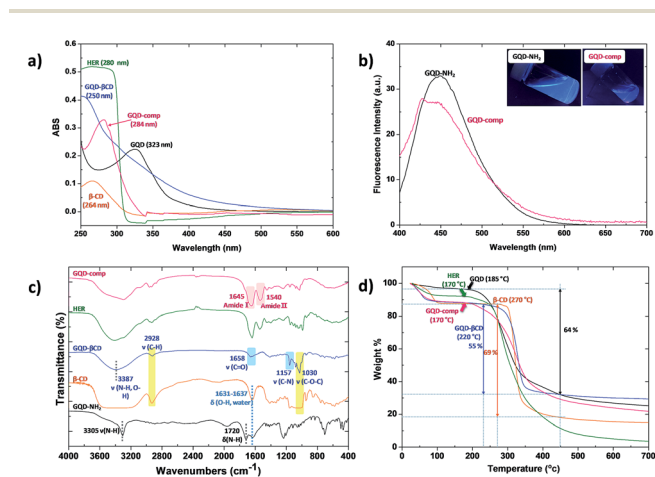 a)
ABS
0.6
0.5
0.4
0.3
0.2
0.1
0.0
HER (280 nm)
GQD-βCD
(250 nm)
GQD-comp
(284 nm)
GQD (323 nm)
β-CD
(264 nm)
250 300 350 400 450 500 550 600
Wavelength (nm)
b)
Fluorescence Intensity (a.u.)
40
30
20
10
0
GQD-NH₂
GQD-comp
GQD-NH₂
GQD-comp
400 450 500 550 600 650 700
Wavelength (nm)
c)
Transmittance (%)
GQD-comp
1645
Amide I
1540
Amide II
HER
GQD-βCD
2928
ν (C-H)
1658
ν (C=O)
1157
ν (C-N)
1030
ν (C-O-C)
3387
ν (N-H, O-
H)
β-CD
1631-1637
δ (O-H, water)
GQD-NH₂
3305 ν(N-H)
1720
δ(N-H)
4000 3600 3200 2800 2400 2000 1600 1200 800 400
Wavenumbers (cm⁻¹)
d)
Weight %
120
100
80
60
40
20
0
HER
(170 °C)
GQD (185 °C)
β-CD (270 °C)
GQD-comp
(170 °C)
GQD-βCD
(220 °C)
55 %
69 %
64 %
0 100 200 300 400 500 600 700
Temperature (°c)